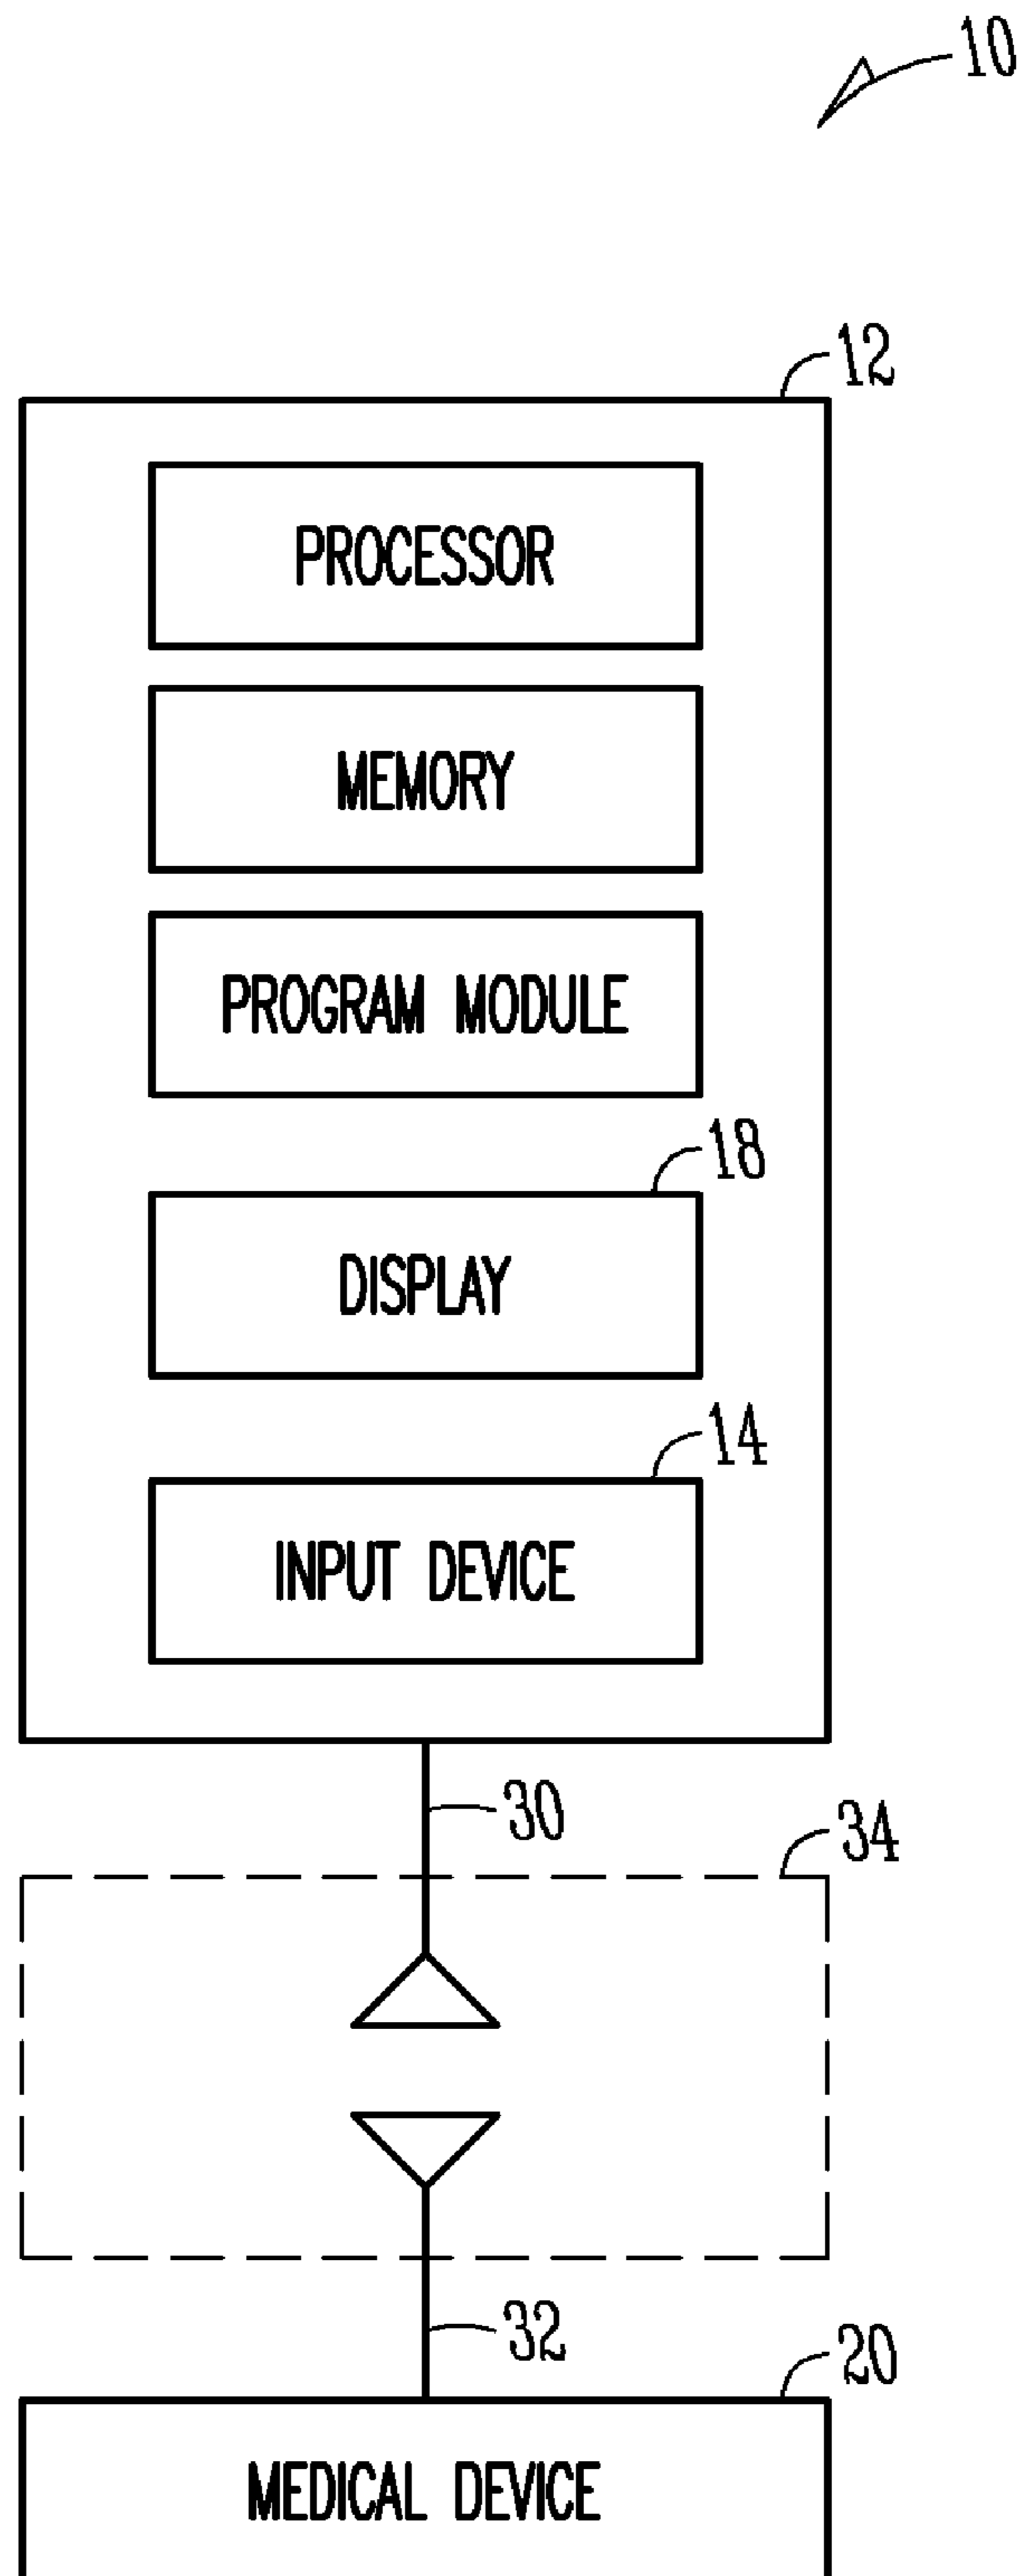 10
12
PROCESSOR
MEMORY
PROGRAM MODULE
18
DISPLAY
14
INPUT DEVICE
30
34
32
20
MEDICAL DEVICE